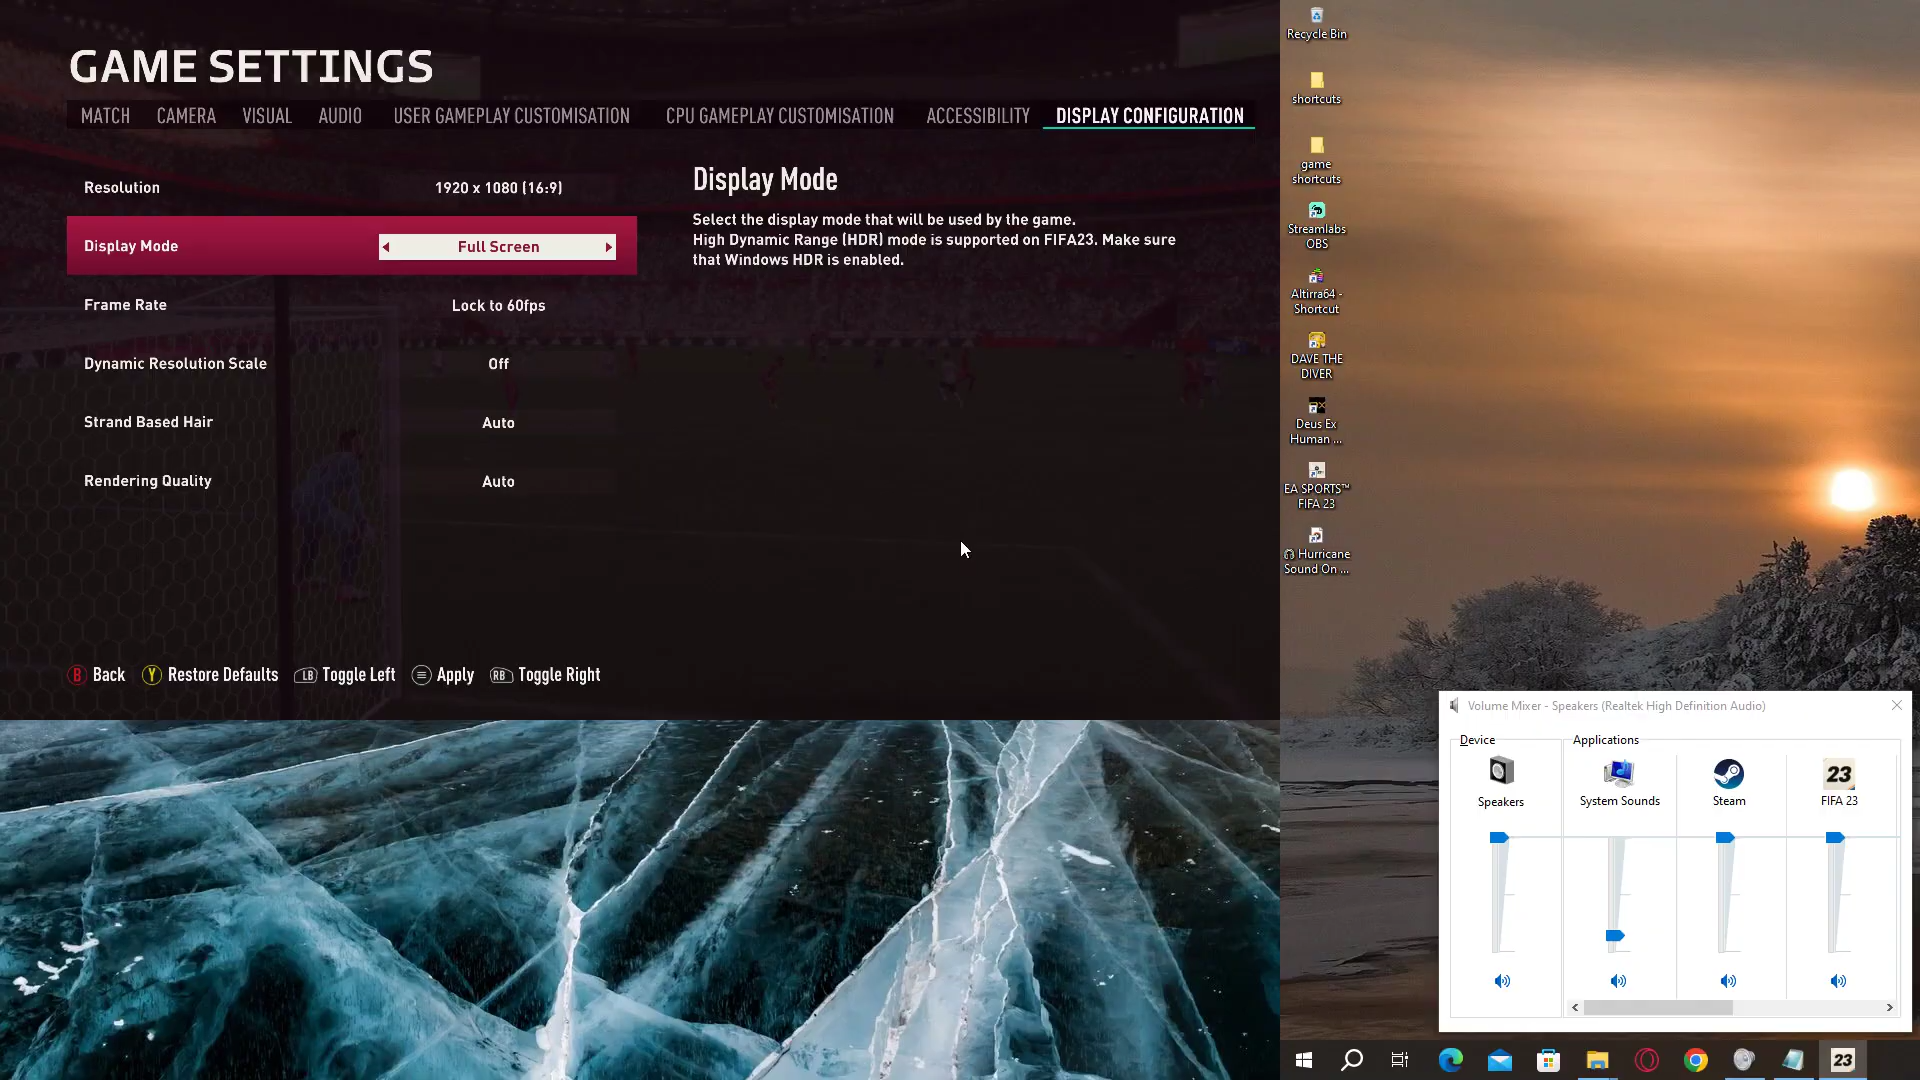 GAME SETTINGS
MATCH CAMERA VISUAL AUDIO USER GAMEPLAY CUSTOMISATION CPU GAMEPLAY CUSTOMISATION ACCESSIBILITY DISPLAY CONFIGURATION
Resolution 1920 x 1080 (16:9)
Display Mode Full Screen
Frame Rate Lock to 60fps
Dynamic Resolution Scale Off
Strand Based Hair Auto
Rendering Quality Auto
Display Mode
Select the display mode that will be used by the game.
High Dynamic Range (HDR) mode is supported on FIFA23. Make sure
that Windows HDR is enabled.
B Back Y Restore Defaults LB Toggle Left Apply RB Toggle Right
Recycle Bin
shortcuts
game
shortcuts
Streamlabs
OBS
Altirra64 -
Shortcut
DAVE THE
DIVER
Deus Ex
Human ...
EA SPORTS™
FIFA 23
Hurricane
Sound On ...
Volume Mixer - Speakers (Realtek High Definition Audio)
Device Applications
23
Speakers System Sounds Steam FIFA 23
23